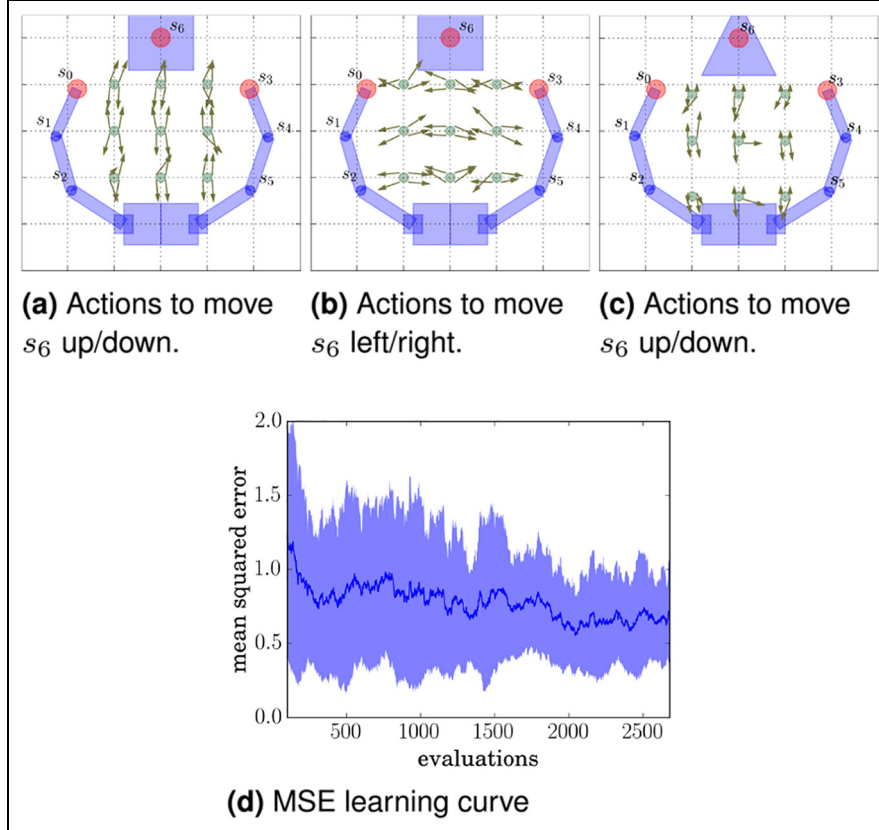 s6
s0
s3
s1
s4
s2
s5
(a) Actions to move
s6 up/down.
s6
s0
s3
s1
s4
s2
s5
(b) Actions to move
s6 left/right.
s6
s0
s3
s1
s4
s2
s5
(c) Actions to move
s6 up/down.
2.0
1.5
1.0
0.5
0.0
mean squared error
500 1000 1500 2000 2500
evaluations
(d) MSE learning curve